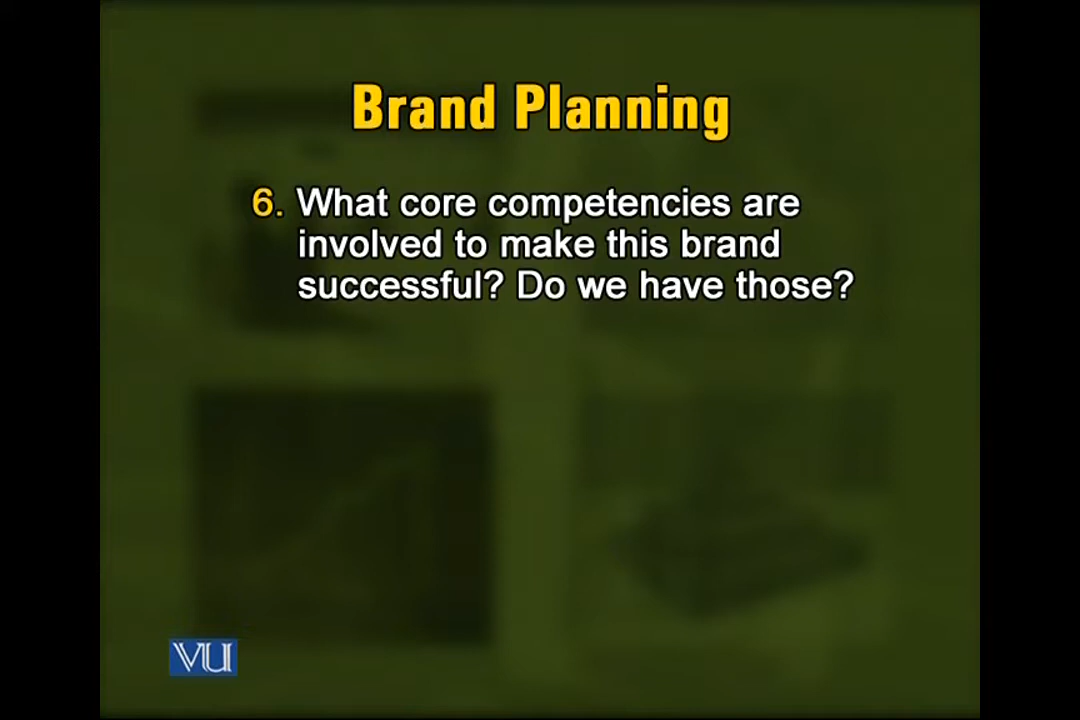 Brand Planning
6. What core competencies are
involved to make this brand
successful? Do we have those?
VU